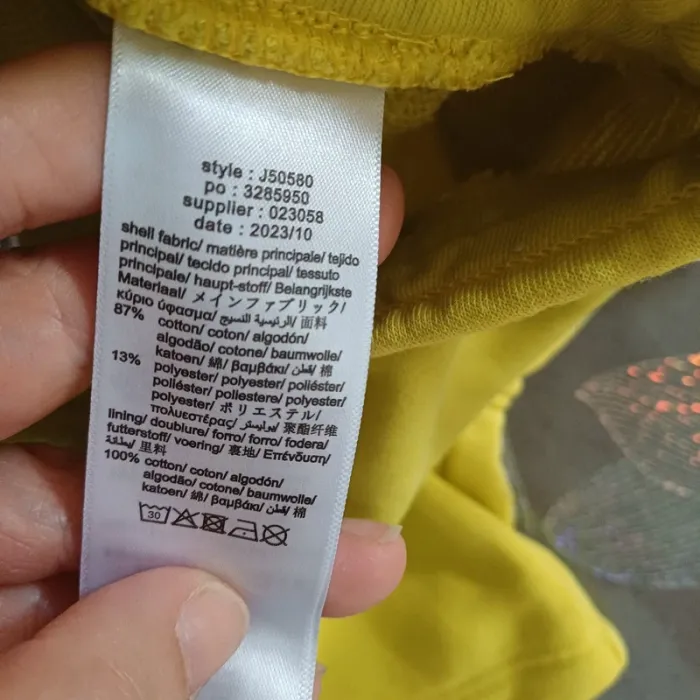 style : J50580
po : 3285950
supplier : 023058
date : 2023/10
shell fabric/ matière principale/ tejido
principal/ tecido principal/ tessuto
principale/ haupt-stoff/ Belangrijkste
Materiaal/ メインファブリック/
κύριο ύφασμα/ الرئيسية النسيج/ 面料
87% cotton/ coton/ algodón/
algodão/ cotone/ baumwolle/
katoen/ 綿/ βαμβάκι/ قطن/ 棉
13% polyester/ polyester/ poliéster/
poliéster/ poliestere/ polyester/
polyester/ ポリエステル/
πολυεστέρας/ بوليستر/ 聚酯纤维
lining/ doublure/ forro/ forro/ fodera/
futterstoff/ voering/ 裏地/ Επένδυση/
بطانة/ 里料
100% cotton/ coton/ algodón/
algodão/ cotone/ baumwolle/
katoen/ 綿/ βαμβάκι/ قطن/ 棉
30